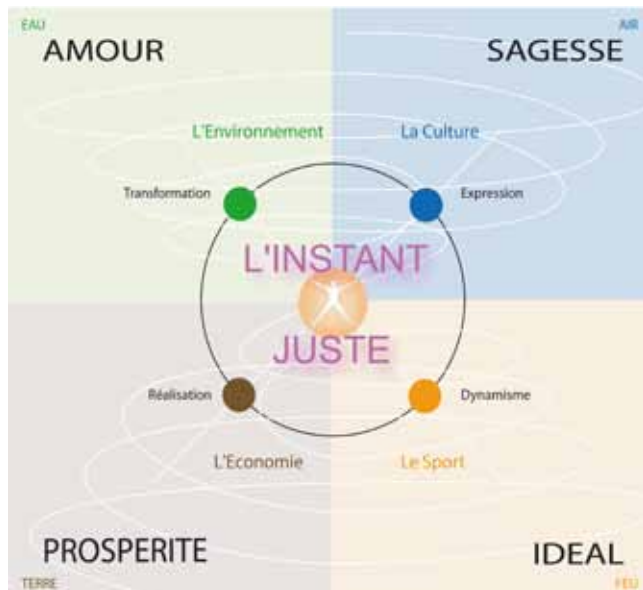 EAU
AIR
AMOUR
SAGESSE
L'Environnement
La Culture
Transformation
Expression
L'INSTANT
JUSTE
Réalisation
Dynamisme
L'Economie
Le Sport
PROSPERITE
IDEAL
TERRE
FEU